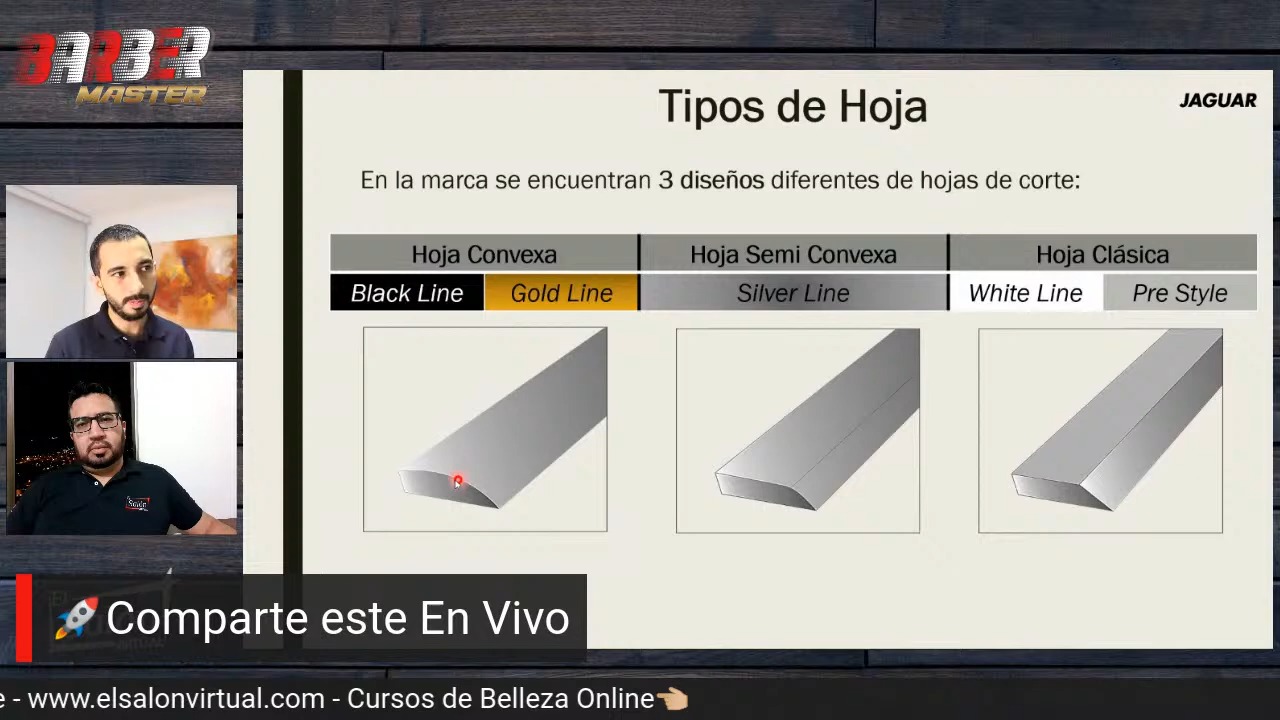 BARBER
MASTER
Tipos de Hoja
JAGUAR
En la marca se encuentran 3 diseños diferentes de hojas de corte:
Hoja Convexa
Hoja Semi Convexa
Hoja Clásica
Black Line
Gold Line
Silver Line
White Line
Pre Style
Salón
🚀Comparte este En Vivo
e - www.elsalonvirtual.com - Cursos de Belleza Online👈🏼